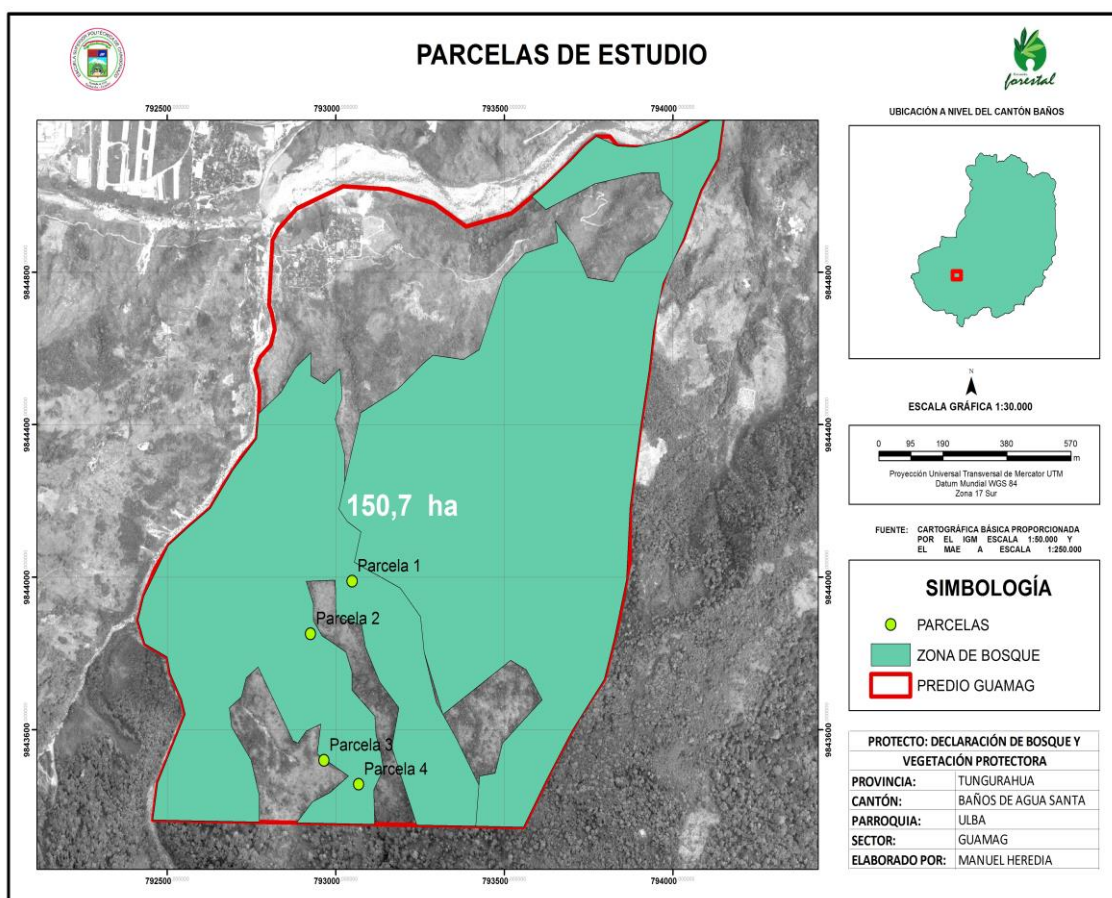 PARCELAS DE ESTUDIO
forestal
UBICACIÓN A NIVEL DEL CANTÓN BAÑOS
792500
793000
793500
794000
9844800
9844800
9844400
9844400
150,7 ha
Parcela 1
9844000
9844000
Parcela 2
9843600
9843600
Parcela 3
Parcela 4
792500
793000
793500
794000
N
ESCALA GRÁFICA 1:30.000
0 95 190 380 570
m
Proyección Universal Transversal de Mercator UTM
Datum Mundial WGS 84
Zona 17 Sur
FUENTE: CARTOGRÁFICA BÁSICA PROPORCIONADA
POR EL IGM ESCALA 1:50.000 Y
EL MAE A ESCALA 1:250.000
SIMBOLOGÍA
PARCELAS
ZONA DE BOSQUE
PREDIO GUAMAG
PROTECTO: DECLARACIÓN DE BOSQUE Y
VEGETACIÓN PROTECTORA
PROVINCIA: TUNGURAHUA
CANTÓN: BAÑOS DE AGUA SANTA
PARROQUIA: ULBA
SECTOR: GUAMAG
ELABORADO POR: MANUEL HEREDIA